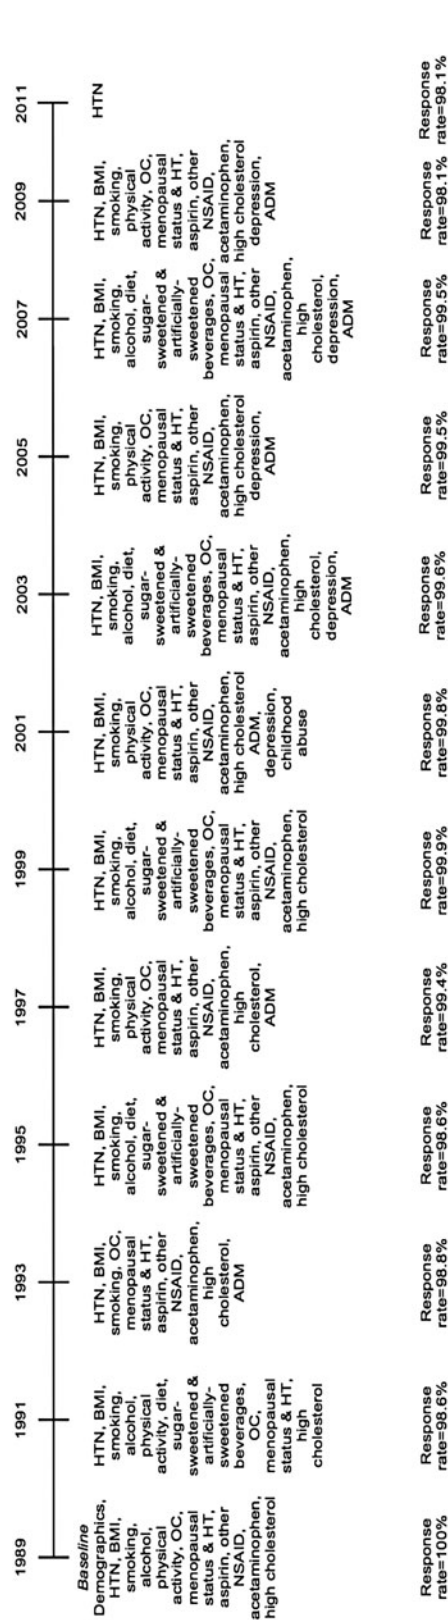 1989
Baseline
Demographics,
HTN, BMI,
smoking,
alcohol,
physical
activity, OC,
menopausal
status & HT,
aspirin, other
NSAID,
acetaminophen,
high cholesterol
Response
rate=100%
1991
HTN, BMI,
smoking,
alcohol,
physical
activity, diet,
sugar-
sweetened &
artificially-
sweetened
beverages,
OC,
menopausal
status & HT,
high
cholesterol
Response
rate=98.6%
1993
HTN, BMI,
smoking, OC,
menopausal
status & HT,
aspirin, other
NSAID,
acetaminophen,
high
cholesterol,
ADM
Response
rate=98.8%
1995
HTN, BMI,
smoking,
alcohol, diet,
sugar-
sweetened &
artificially-
sweetened
beverages, OC,
menopausal
status & HT,
aspirin, other
NSAID,
acetaminophen,
high cholesterol
Response
rate=98.6%
1997
HTN, BMI,
smoking,
physical
activity, OC,
menopausal
status & HT,
aspirin, other
NSAID,
acetaminophen,
high
cholesterol,
ADM
Response
rate=99.4%
1999
HTN, BMI,
smoking,
alcohol, diet,
sugar-
sweetened &
artificially-
sweetened
beverages, OC,
menopausal
status & HT,
aspirin, other
NSAID,
acetaminophen,
high cholesterol
Response
rate=99.9%
2001
HTN, BMI,
smoking,
physical
activity, OC,
menopausal
status & HT,
aspirin, other
NSAID,
acetaminophen,
high cholesterol
ADM,
depression,
childhood
abuse
Response
rate=99.8%
2003
HTN, BMI,
smoking,
alcohol, diet,
sugar-
sweetened &
artificially-
sweetened
beverages, OC,
menopausal
status & HT,
aspirin, other
NSAID,
acetaminophen,
high
cholesterol,
depression,
ADM
Response
rate=99.6%
2005
HTN, BMI,
smoking,
physical
activity, OC,
menopausal
status & HT,
aspirin, other
NSAID,
acetaminophen,
high cholesterol
depression,
ADM
Response
rate=99.5%
2007
HTN, BMI,
smoking,
alcohol, diet,
sugar-
sweetened &
artificially-
sweetened
beverages, OC,
menopausal
status & HT,
aspirin, other
NSAID,
acetaminophen,
high
cholesterol,
depression,
ADM
Response
rate=99.5%
2009
HTN, BMI,
smoking,
physical
activity, OC,
menopausal
status & HT,
aspirin, other
NSAID,
acetaminophen,
high cholesterol
depression,
ADM
Response
rate=98.1%
2011
HTN
Response
rate=98.1%